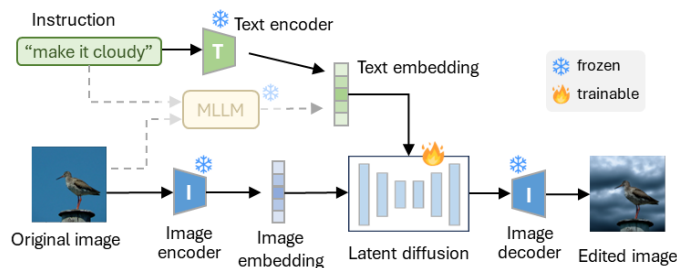 Instruction
Text encoder
“make it cloudy”
T
Text embedding
frozen
trainable
MLLM
I
I
Original image
Image
encoder
Image
embedding
Latent diffusion
Image
decoder
Edited image